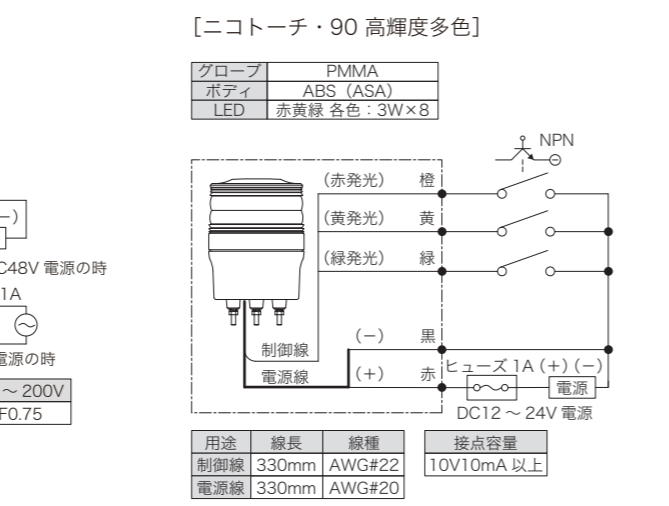 [ニコトーチ・90 高輝度多色]
グローブ PMMA
ボディ ABS（ASA）
LED 赤黄緑 各色：3W×8
NPN
（赤発光） 橙
（黄発光） 黄
（緑発光） 緑
制御線 （−） 黒
電源線 （+） 赤
ヒューズ 1A （+）（−）
電源
DC12 ～ 24V 電源
用途 線長 線種
制御線 330mm AWG#22
電源線 330mm AWG#20
接点容量
10V10mA 以上
−）
C48V 電源の時
1A
電源の時
～ 200V
F0.75